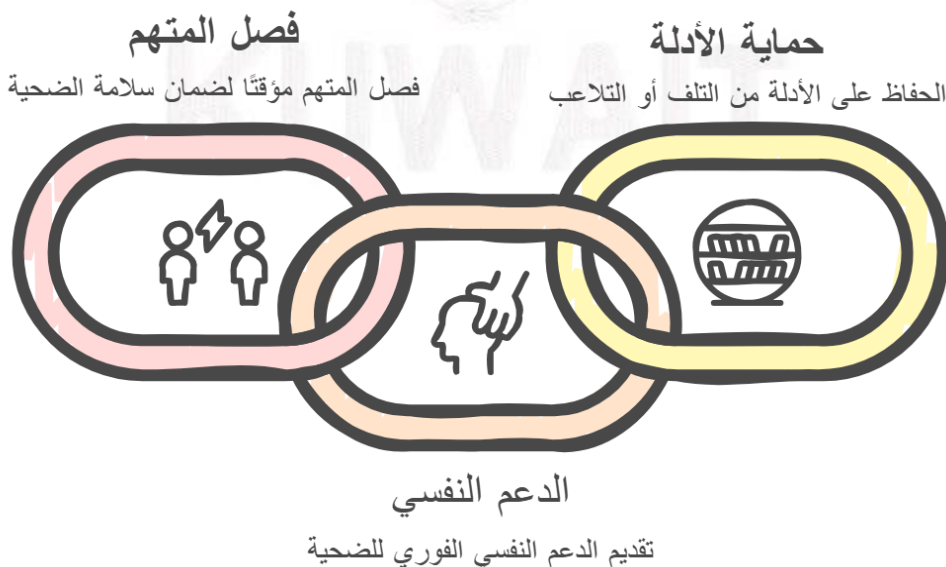 حماية الأدلة
الحفاظ على الأدلة من التلف أو التلاعب
فصل المتهم
فصل المتهم مؤقتًا لضمان سلامة الضحية
KUWAIT
الدعم النفسي
تقديم الدعم النفسي الفوري للضحية